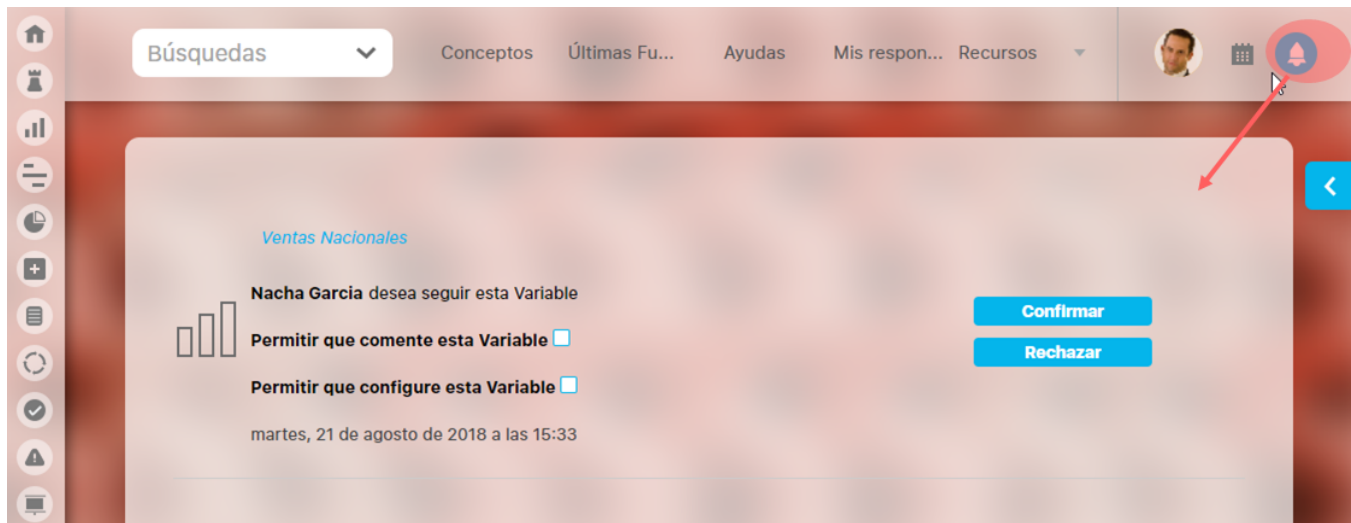 Búsquedas
Conceptos
Últimas Fu...
Ayudas
Mis respon...
Recursos
Ventas Nacionales
Nacha Garcia desea seguir esta Variable
Permitir que comente esta Variable
Permitir que configure esta Variable
martes, 21 de agosto de 2018 a las 15:33
Confirmar
Rechazar